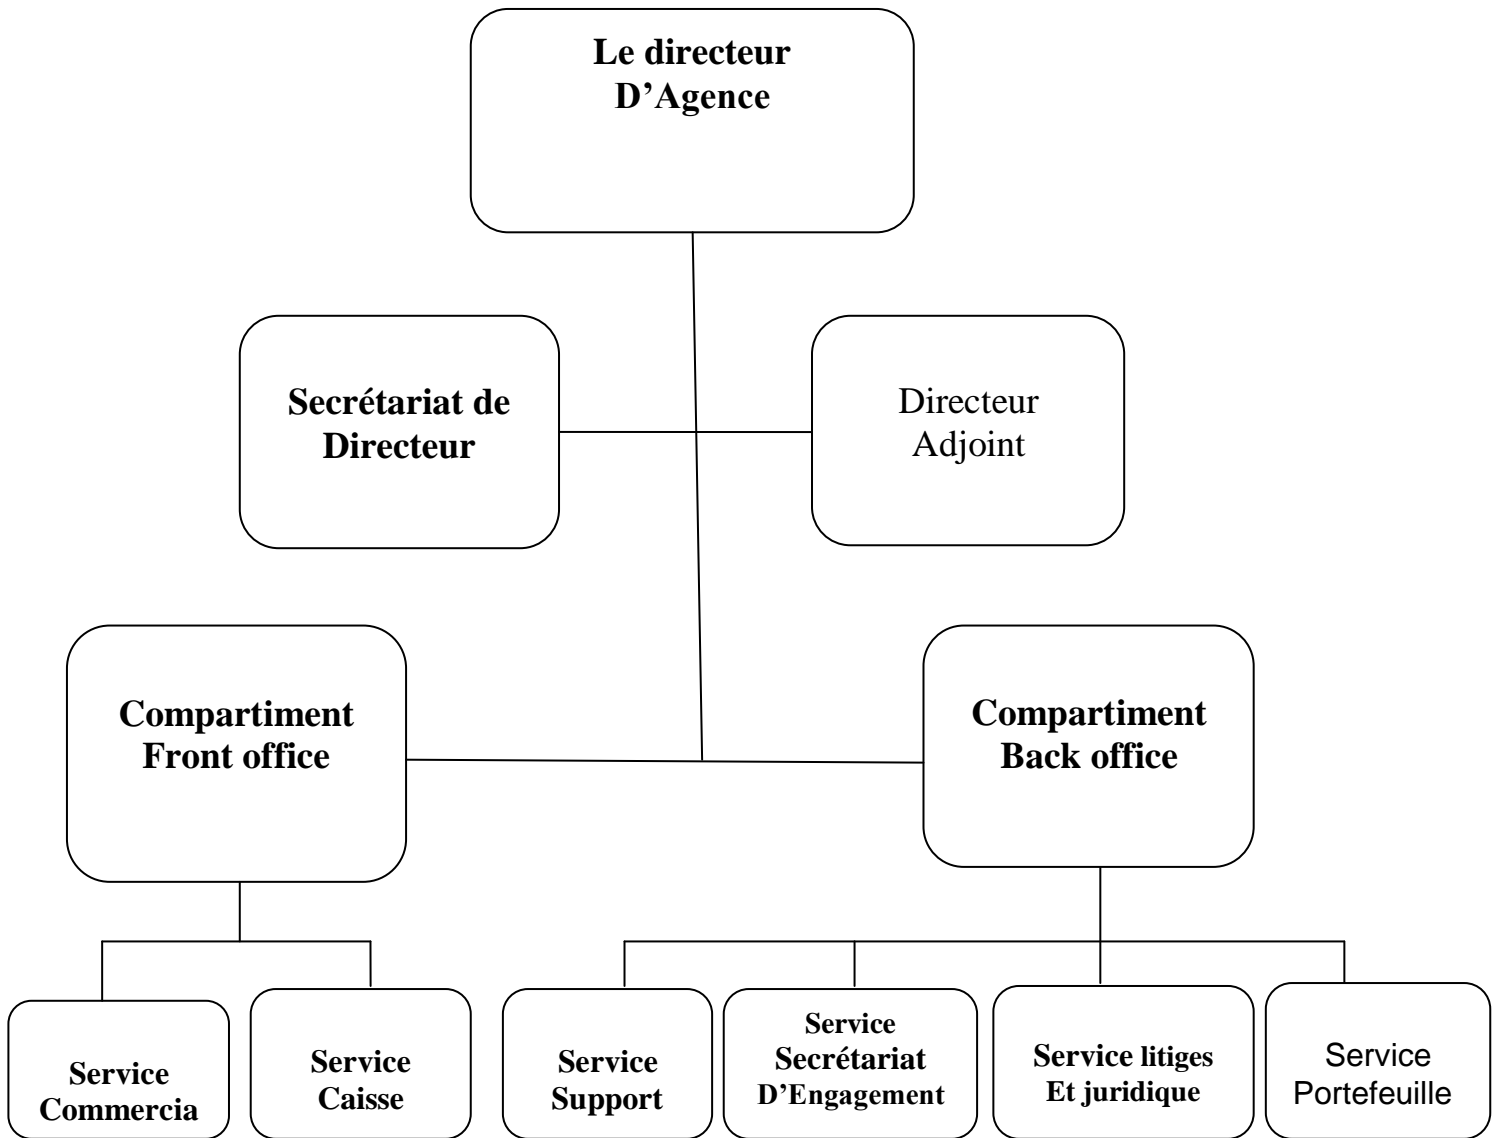 Le directeur
D’Agence
Secrétariat de
Directeur
Directeur
Adjoint
Compartiment
Front office
Compartiment
Back office
Service
Commercia
Service
Caisse
Service
Support
Service
Secrétariat
D’Engagement
Service litiges
Et juridique
Service
Portefeuille